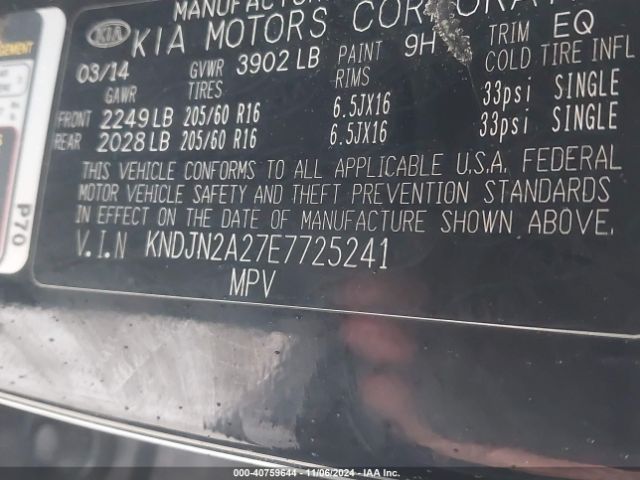 KIA MOTORS
KIA
03/14 GVWR 3902 LB PAINT 9H TRIM EQ
GAWR TIRES RIMS COLD TIRE INFL
FRONT 2249 LB 205/60 R16 6.5JX16 33psi SINGLE
REAR 2028 LB 205/60 R16 6.5JX16 33psi SINGLE
THIS VEHICLE CONFORMS TO ALL APPLICABLE U.S.A. FEDERAL
MOTOR VEHICLE SAFETY AND THEFT PREVENTION STANDARDS
IN EFFECT ON THE DATE OF MANUFACTURE SHOWN ABOVE.
V.I.N KNDJN2A27E7725241
MPV
P70
000-40759644 - 11/06/2024 - IAA Inc.